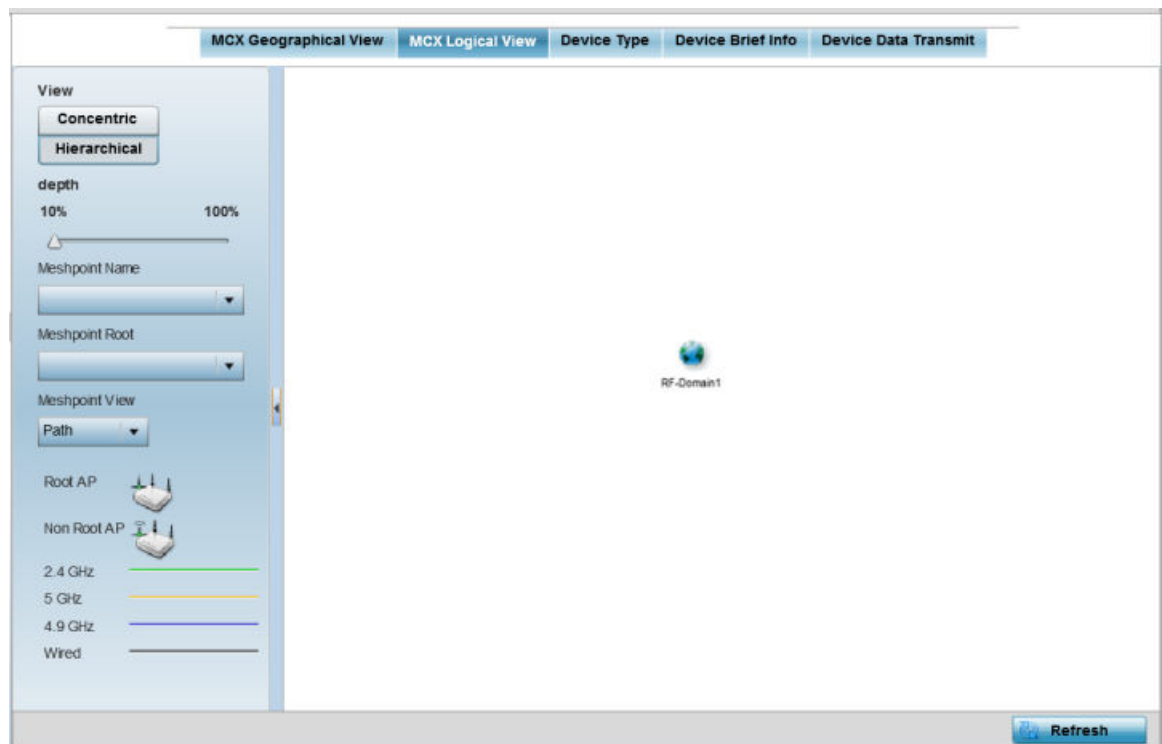 MCX Geographical View MCX Logical View Device Type Device Brief Info Device Data Transmit
View
Concentric
Hierarchical
depth
10% 100%
Meshpoint Name
Meshpoint Root
Meshpoint View
Path
Root AP
Non Root AP
2.4 GHz
5 GHz
4.9 GHz
Wired
RF-Domain1
Refresh